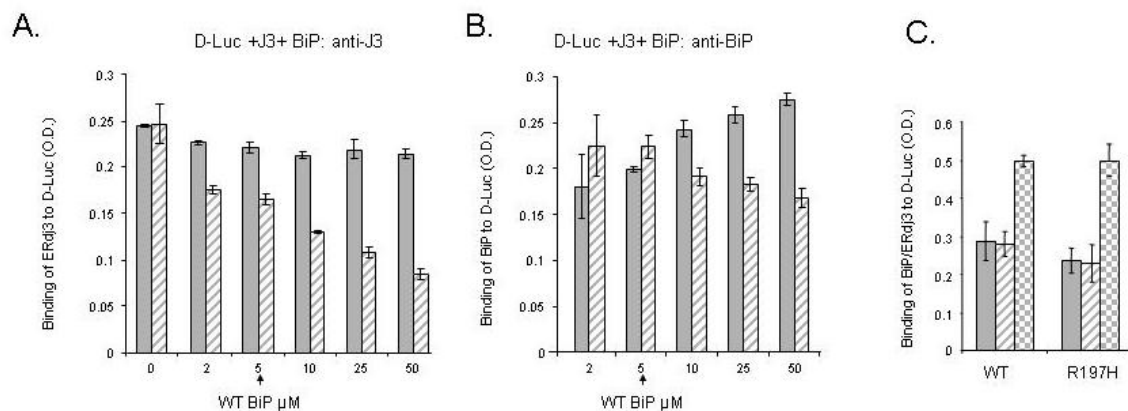 A.
D-Luc +J3+ BiP: anti-J3
Binding of ERdj3 to D-Luc (O.D.)
0.3
0.25
0.2
0.15
0.1
0.05
0
0 2 5 10 25 50
WT BiP µM
B.
D-Luc +J3+ BiP: anti-BiP
Binding of BiP to D-Luc (O.D.)
0.3
0.25
0.2
0.15
0.1
0.05
0
2 5 10 25 50
WT BiP µM
C.
Binding of BiP/ERdj3 to D-Luc (O.D.)
0.6
0.5
0.4
0.3
0.2
0.1
0
WT R197H